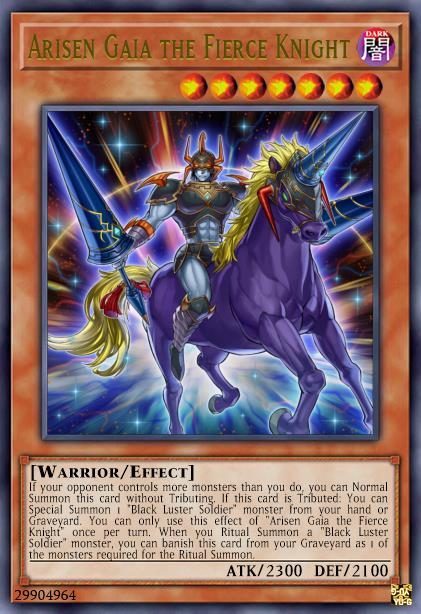 ARISEN GAIA THE FIERCE KNIGHT
DARK
闇
[WARRIOR/EFFECT]
If your opponent controls more monsters than you do, you can Normal
Summon this card without Tributing. If this card is Tributed: You can
Special Summon 1 "Black Luster Soldier" monster from your hand or
Graveyard. You can only use this effect of "Arisen Gaia the Fierce
Knight" once per turn. When you Ritual Summon a "Black Luster
Soldier" monster, you can banish this card from your Graveyard as 1 of
the monsters required for the Ritual Summon.
ATK/2300 DEF/2100
29904964